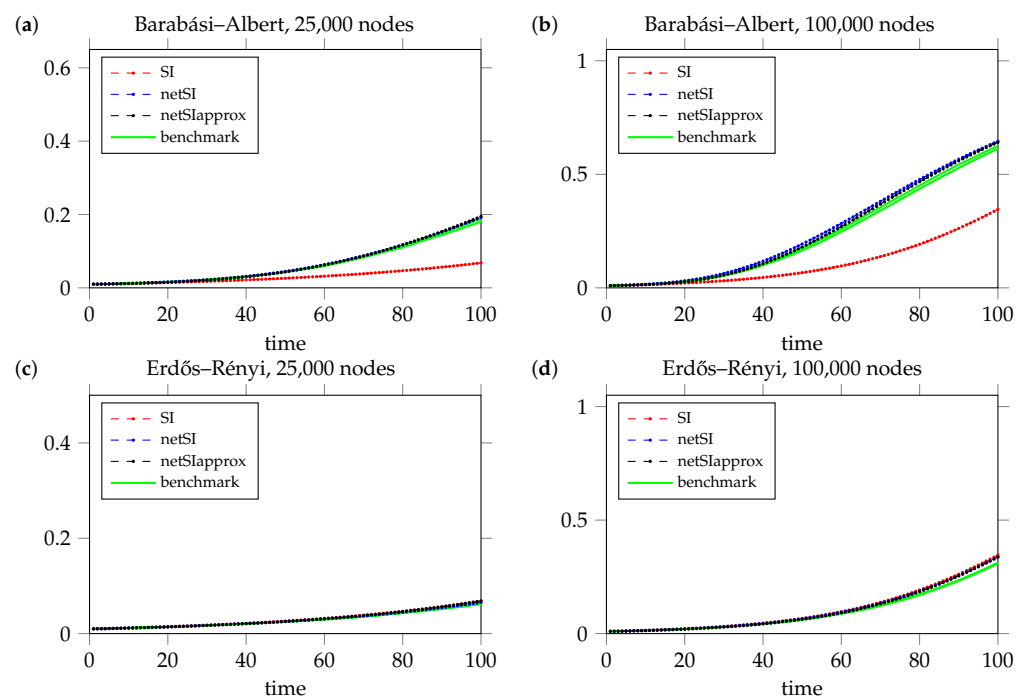 (a) Barabási–Albert, 25,000 nodes
0.6
0.4
0.2
0
SI
netSI
netSIapprox
benchmark
0 20 40 60 80 100
time
(b) Barabási–Albert, 100,000 nodes
1
0.5
0
SI
netSI
netSIapprox
benchmark
0 20 40 60 80 100
time
(c) Erdős–Rényi, 25,000 nodes
0.4
0.2
0
SI
netSI
netSIapprox
benchmark
0 20 40 60 80 100
time
(d) Erdős–Rényi, 100,000 nodes
1
0.5
0
SI
netSI
netSIapprox
benchmark
0 20 40 60 80 100
time